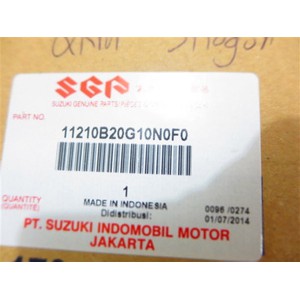 SGP
SUZUKI GENUINE PARTS
PART NO.
11210B20G10N0F0
QUANTITY
(QUANTITE)
1
MADE IN INDONESIA
Didistribusi:
0096 /0274
01/07/2014
PT. SUZUKI INDOMOBIL MOTOR
JAKARTA